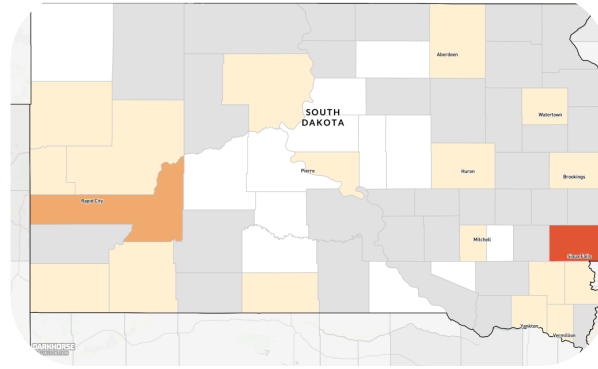 Aberdeen
SOUTH
DAKOTA
Watertown
Pierre
Huron
Brookings
Rapid City
Mitchell
Sioux Falls
Yankton
Vermillion
DARKHORSE